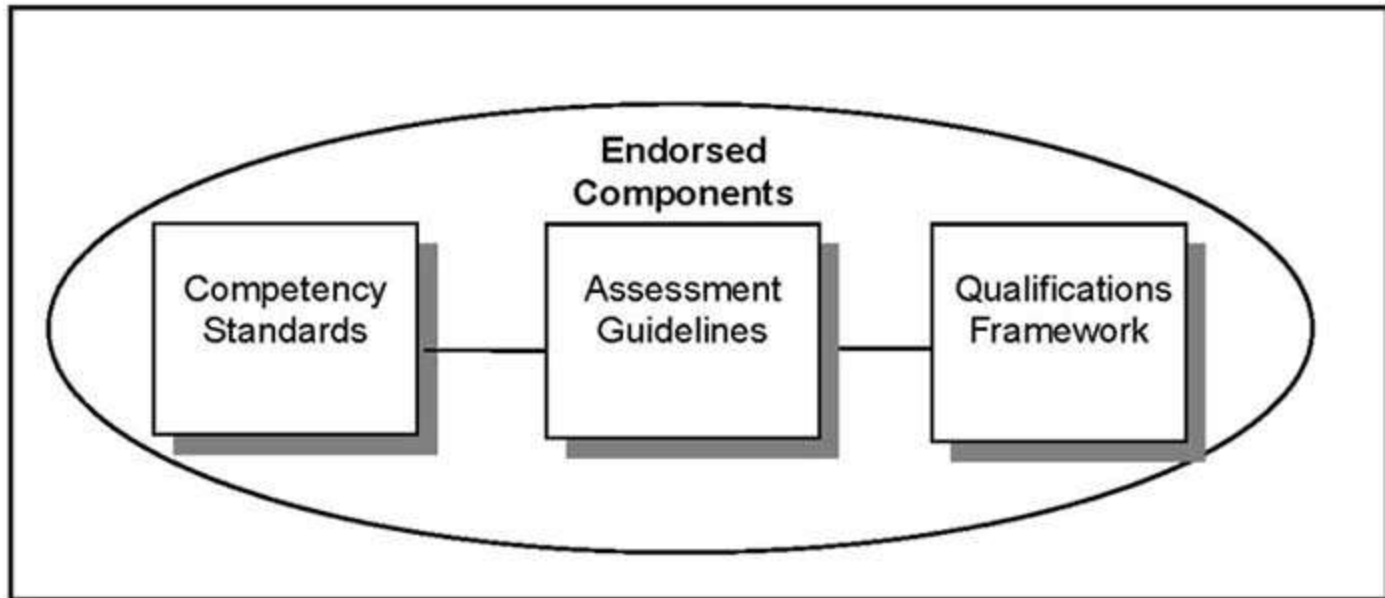 Endorsed
Components
Competency
Standards
Assessment
Guidelines
Qualifications
Framework